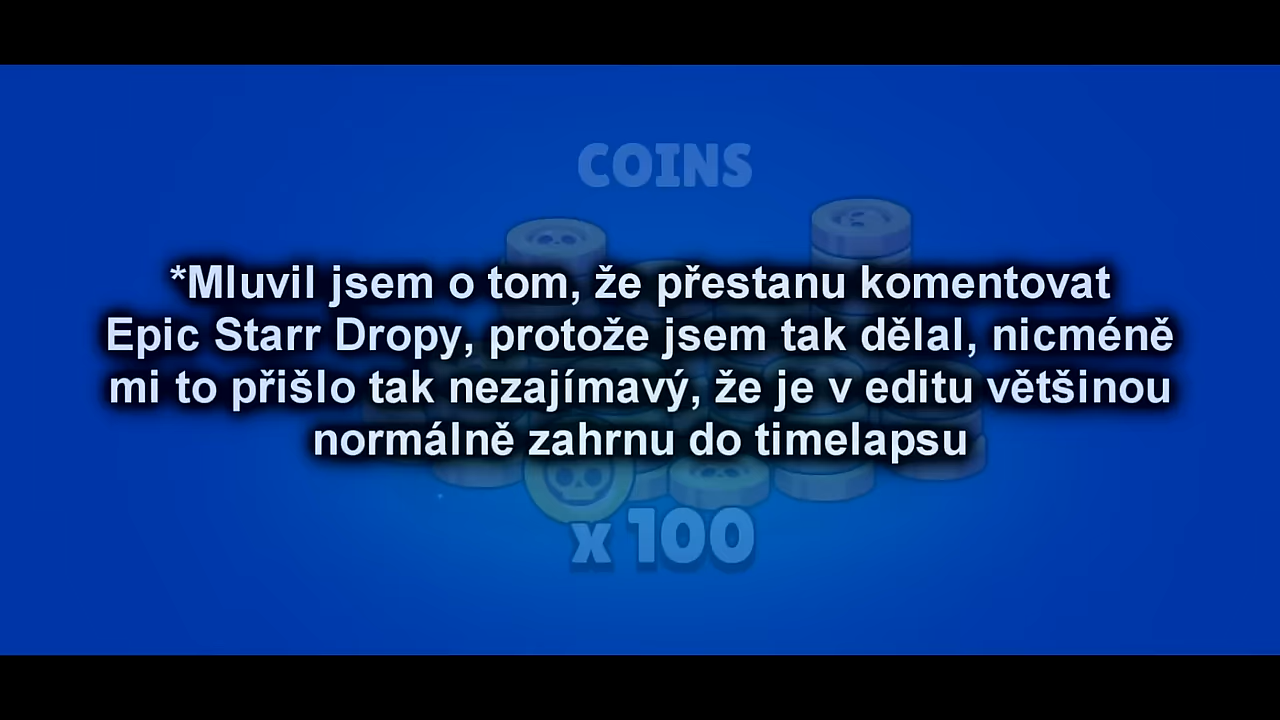 COINS
*Mluvil jsem o tom, že přestanu komentovat
Epic Starr Dropy, protože jsem tak dělal, nicméně
mi to přišlo tak nezajímavý, že je v editu většinou
normálně zahrnu do timelapsu
x 100